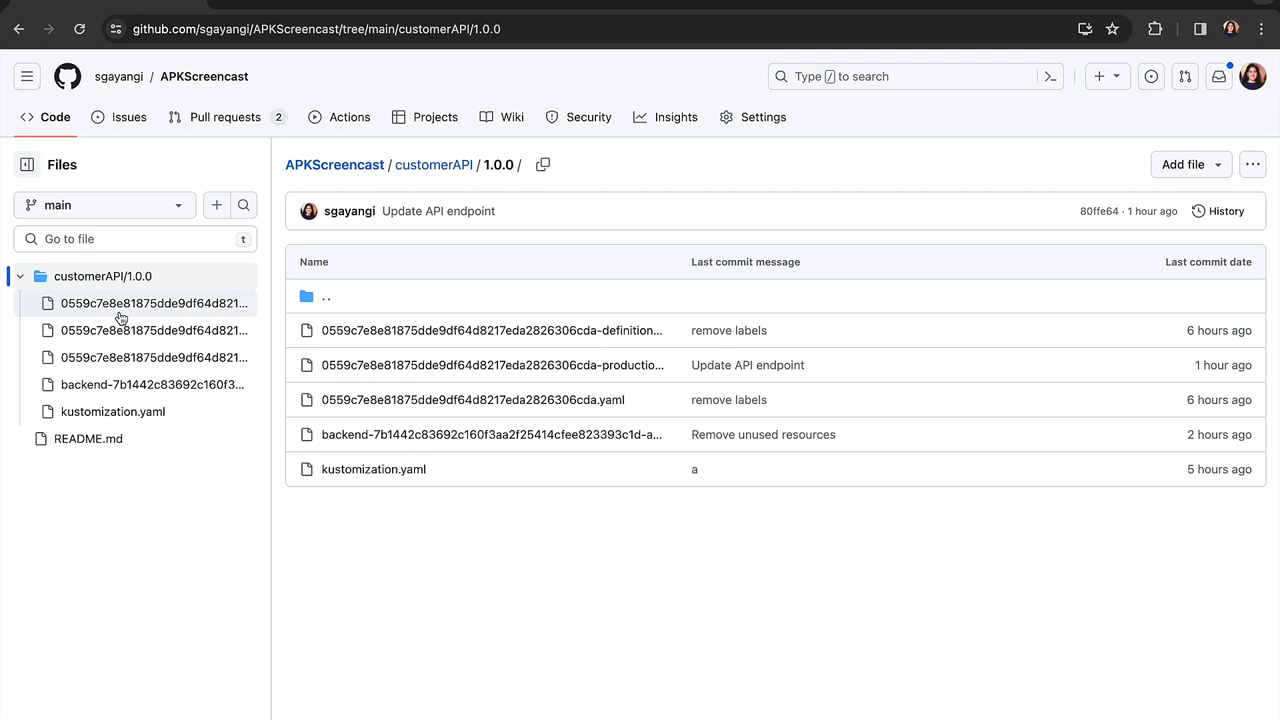 github.com/sgayangi/APKScreencast/tree/main/customerAPI/1.0.0
sgayangi / APKScreencast
Type / to search
Code
Issues
Pull requests 2
Actions
Projects
Wiki
Security
Insights
Settings
Files
main
Go to file
t
customerAPI/1.0.0
0559c7e8e81875dde9df64d821...
0559c7e8e81875dde9df64d821...
0559c7e8e81875dde9df64d821...
backend-7b1442c83692c160f3...
kustomization.yaml
README.md
APKScreencast / customerAPI / 1.0.0 /
Add file
sgayangi Update API endpoint
80ffe64 · 1 hour ago
History
Name Last commit message Last commit date
..
0559c7e8e81875dde9df64d8217eda2826306cda-definition... remove labels 6 hours ago
0559c7e8e81875dde9df64d8217eda2826306cda-productio... Update API endpoint 1 hour ago
0559c7e8e81875dde9df64d8217eda2826306cda.yaml remove labels 6 hours ago
backend-7b1442c83692c160f3aa2f25414cfee823393c1d-a... Remove unused resources 2 hours ago
kustomization.yaml a 5 hours ago